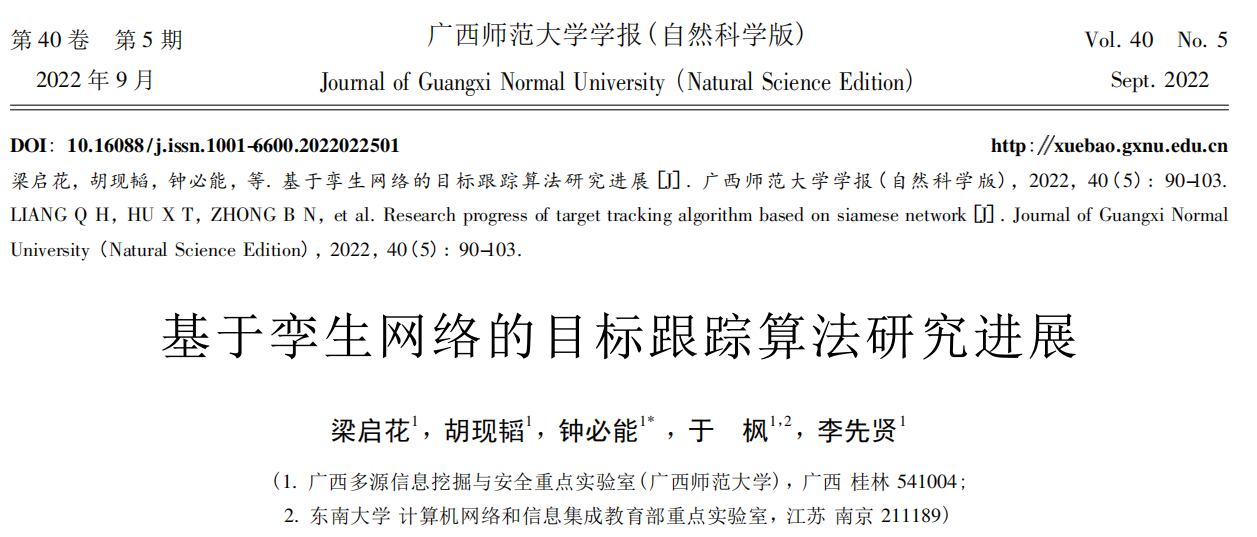 第 40 卷 第 5 期
广西师范大学学报(自然科学版)
Vol. 40 No. 5
2022 年 9 月
Journal of Guangxi Normal University (Natural Science Edition)
Sept. 2022
DOI: 10.16088/j.issn.1001-6600.2022022501
http://xuebao.gxnu.edu.cn
梁启花, 胡现韬, 钟必能, 等. 基于孪生网络的目标跟踪算法研究进展[J]. 广西师范大学学报(自然科学版), 2022, 40(5): 90-103.
LIANG Q H, HU X T, ZHONG B N, et al. Research progress of target tracking algorithm based on siamese network[J]. Journal of Guangxi Normal
University (Natural Science Edition), 2022, 40(5): 90-103.
基于孪生网络的目标跟踪算法研究进展
梁启花1, 胡现韬1, 钟必能1*, 于 枫1,2, 李先贤1
(1. 广西多源信息挖掘与安全重点实验室(广西师范大学), 广西 桂林 541004;
2. 东南大学 计算机网络和信息集成教育部重点实验室, 江苏 南京 211189)